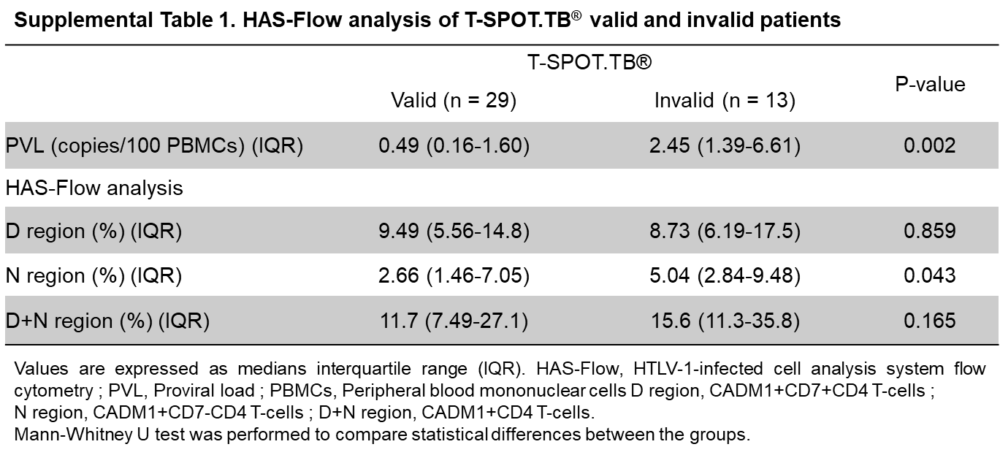 Supplemental Table 1. HAS-Flow analysis of T-SPOT.TB® valid and invalid patients
T-SPOT.TB®
P-value
Valid (n = 29) Invalid (n = 13)
PVL (copies/100 PBMCs) (IQR) 0.49 (0.16-1.60) 2.45 (1.39-6.61) 0.002
HAS-Flow analysis
D region (%) (IQR) 9.49 (5.56-14.8) 8.73 (6.19-17.5) 0.859
N region (%) (IQR) 2.66 (1.46-7.05) 5.04 (2.84-9.48) 0.043
D+N region (%) (IQR) 11.7 (7.49-27.1) 15.6 (11.3-35.8) 0.165
Values are expressed as medians interquartile range (IQR). HAS-Flow, HTLV-1-infected cell analysis system flow
cytometry ; PVL, Proviral load ; PBMCs, Peripheral blood mononuclear cells D region, CADM1+CD7+CD4 T-cells ;
N region, CADM1+CD7-CD4 T-cells ; D+N region, CADM1+CD4 T-cells.
Mann-Whitney U test was performed to compare statistical differences between the groups.